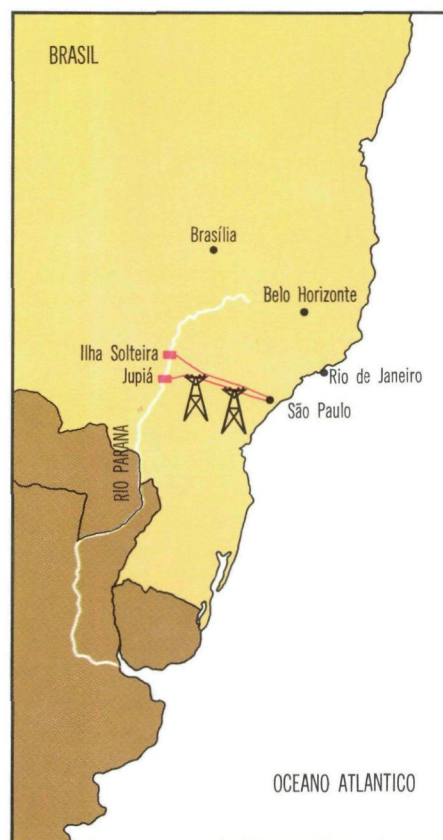 BRASIL
Brasília
Belo Horizonte
Ilha Solteira
Jupiá
Rio de Janeiro
São Paulo
RIO PARANA
OCEANO ATLANTICO